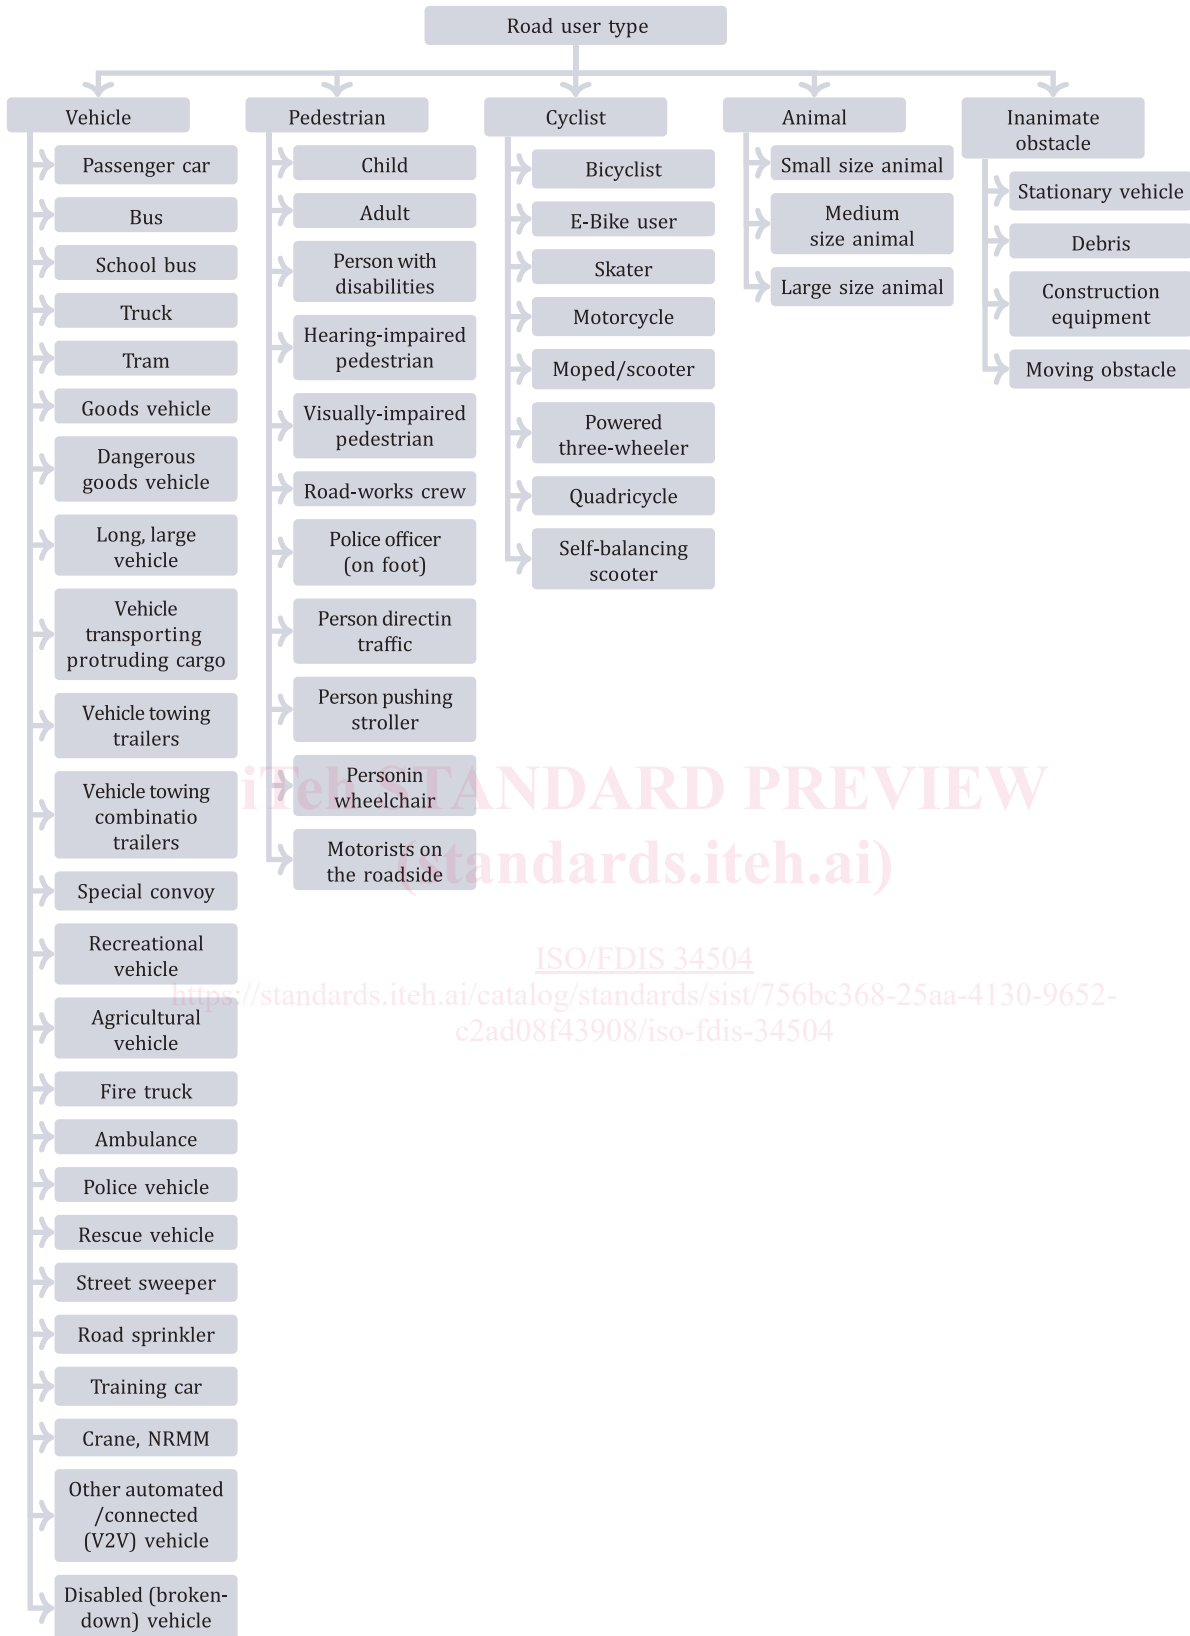 Road user type
Vehicle
Passenger car
Bus
School bus
Truck
Tram
Goods vehicle
Dangerous
goods vehicle
Long, large
vehicle
Vehicle
transporting
protruding cargo
Vehicle towing
trailers
Vehicle towing
combinatio
trailers
Special convoy
Recreational
vehicle
Agricultural
vehicle
Fire truck
Ambulance
Police vehicle
Rescue vehicle
Street sweeper
Road sprinkler
Training car
Crane, NRMM
Other automated
/connected
(V2V) vehicle
Disabled (broken-
down) vehicle
Pedestrian
Child
Adult
Person with
disabilities
Hearing-impaired
pedestrian
Visually-impaired
pedestrian
Road-works crew
Police officer
(on foot)
Person directin
traffic
Person pushing
stroller
Personin
wheelchair
Motorists on
the roadside
Cyclist
Bicyclist
E-Bike user
Skater
Motorcycle
Moped/scooter
Powered
three-wheeler
Quadricycle
Self-balancing
scooter
Animal
Small size animal
Medium
size animal
Large size animal
Inanimate
obstacle
Stationary vehicle
Debris
Construction
equipment
Moving obstacle
iTeh STANDARD PREVIEW
(standards.iteh.ai)
ISO/FDIS 34504
https://standards.iteh.ai/catalog/standards/sist/756bc368-25aa-4130-9652-
c2ad08f43908/iso-fdis-34504